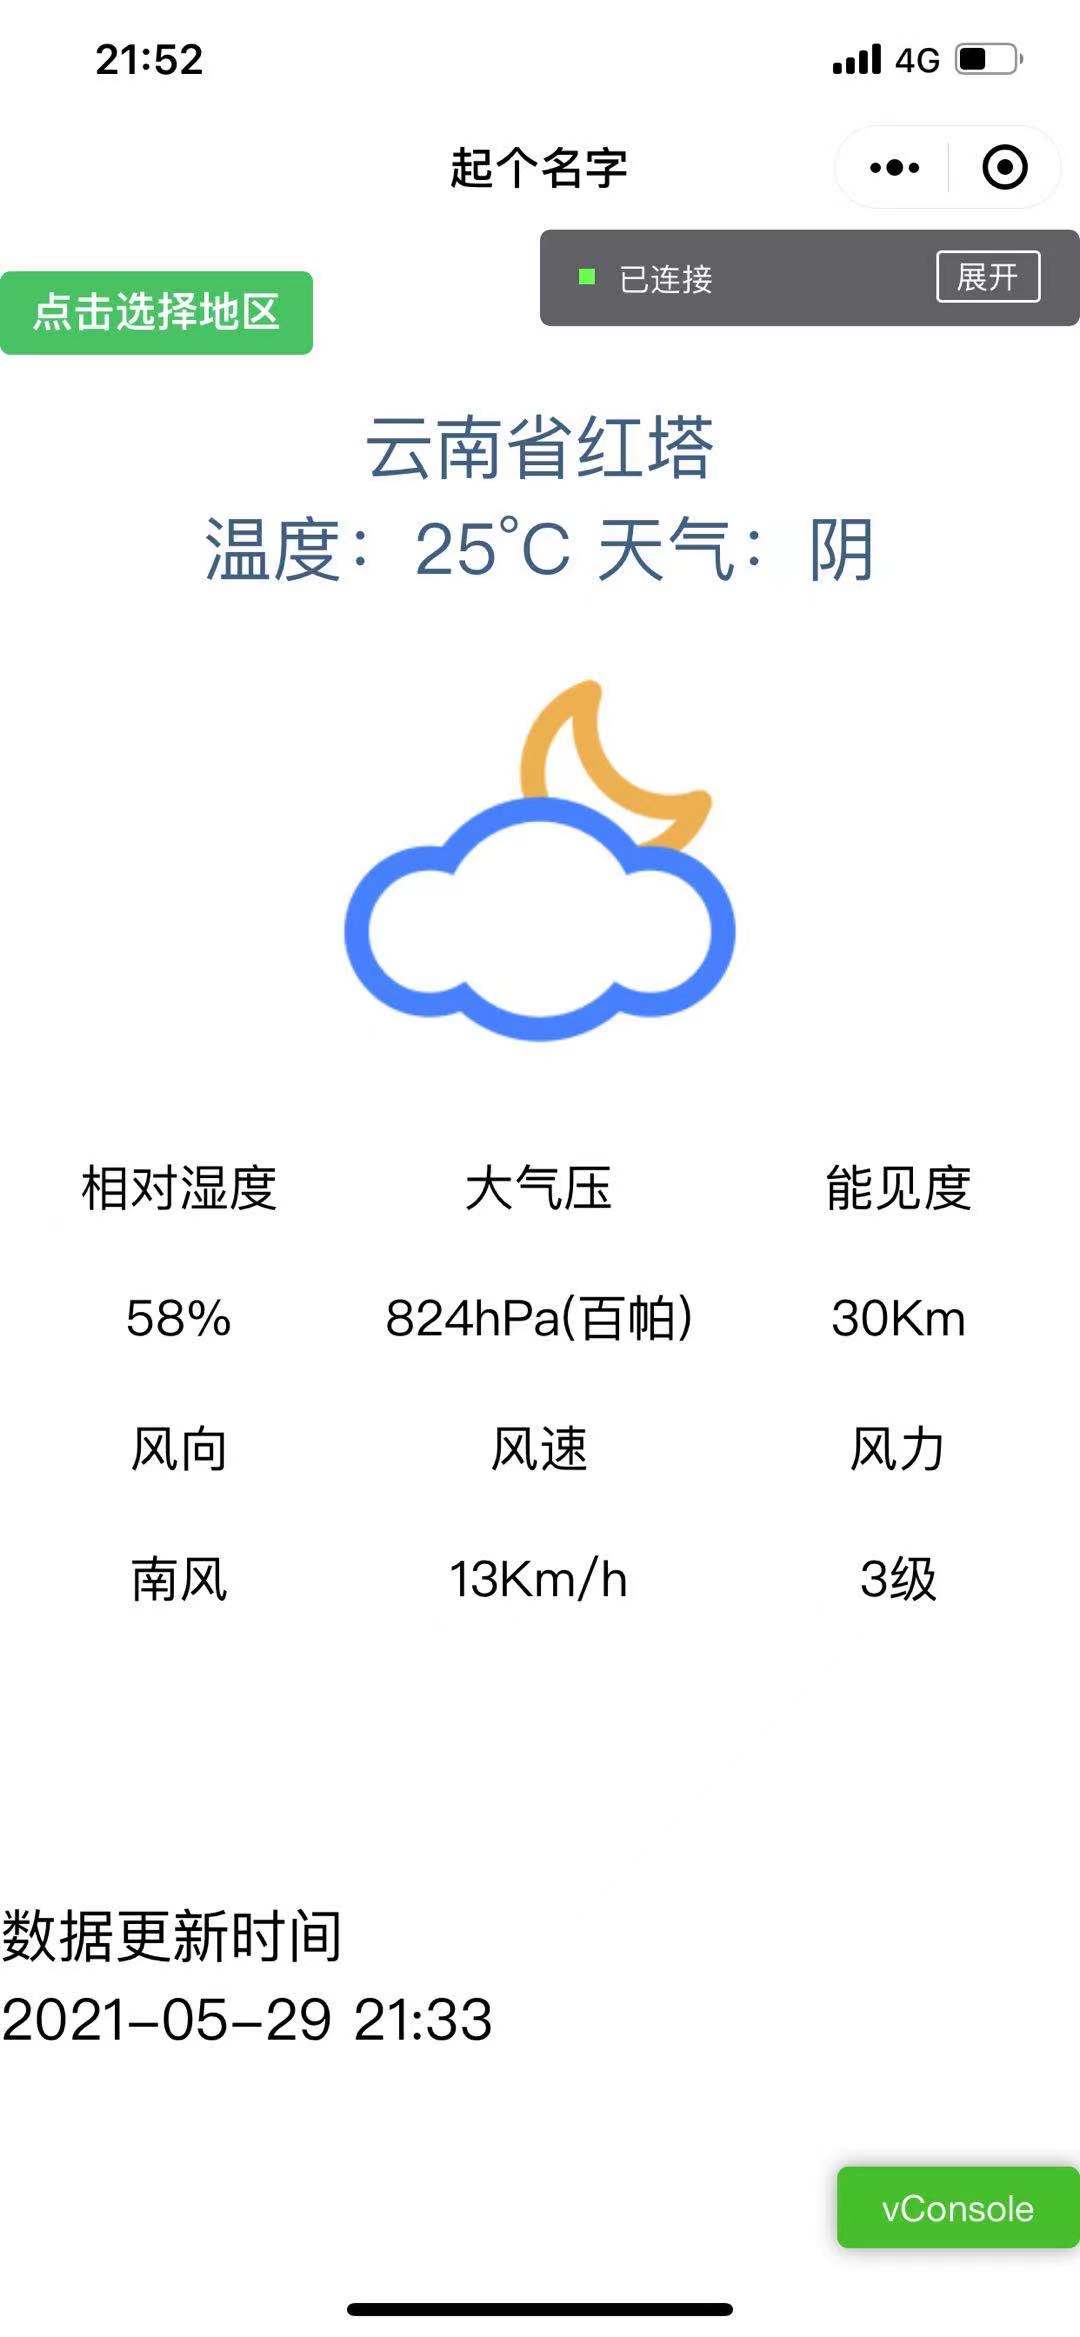 21:52
4G
起个名字
已连接
展开
点击选择地区
云南省红塔
温度：25°C 天气：阴
相对湿度 大气压 能见度
58% 824hPa(百帕) 30Km
风向 风速 风力
南风 13Km/h 3级
数据更新时间
2021-05-29 21:33
vConsole